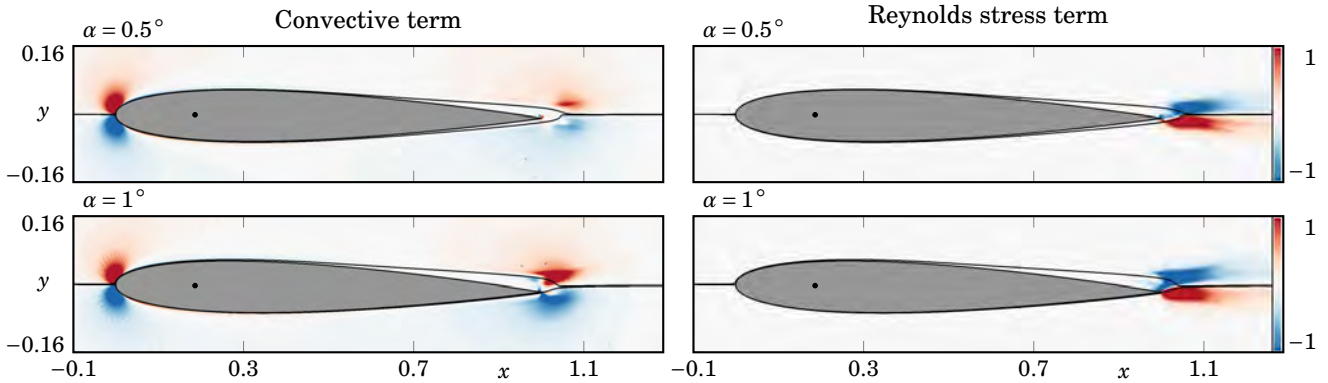 Convective term
Reynolds stress term
α = 0.5°
α = 0.5°
0.16
1
y
−0.16
−1
α = 1°
α = 1°
0.16
1
y
−0.16
−1
−0.1 0.3 0.7 x 1.1
−0.1 0.3 0.7 x 1.1